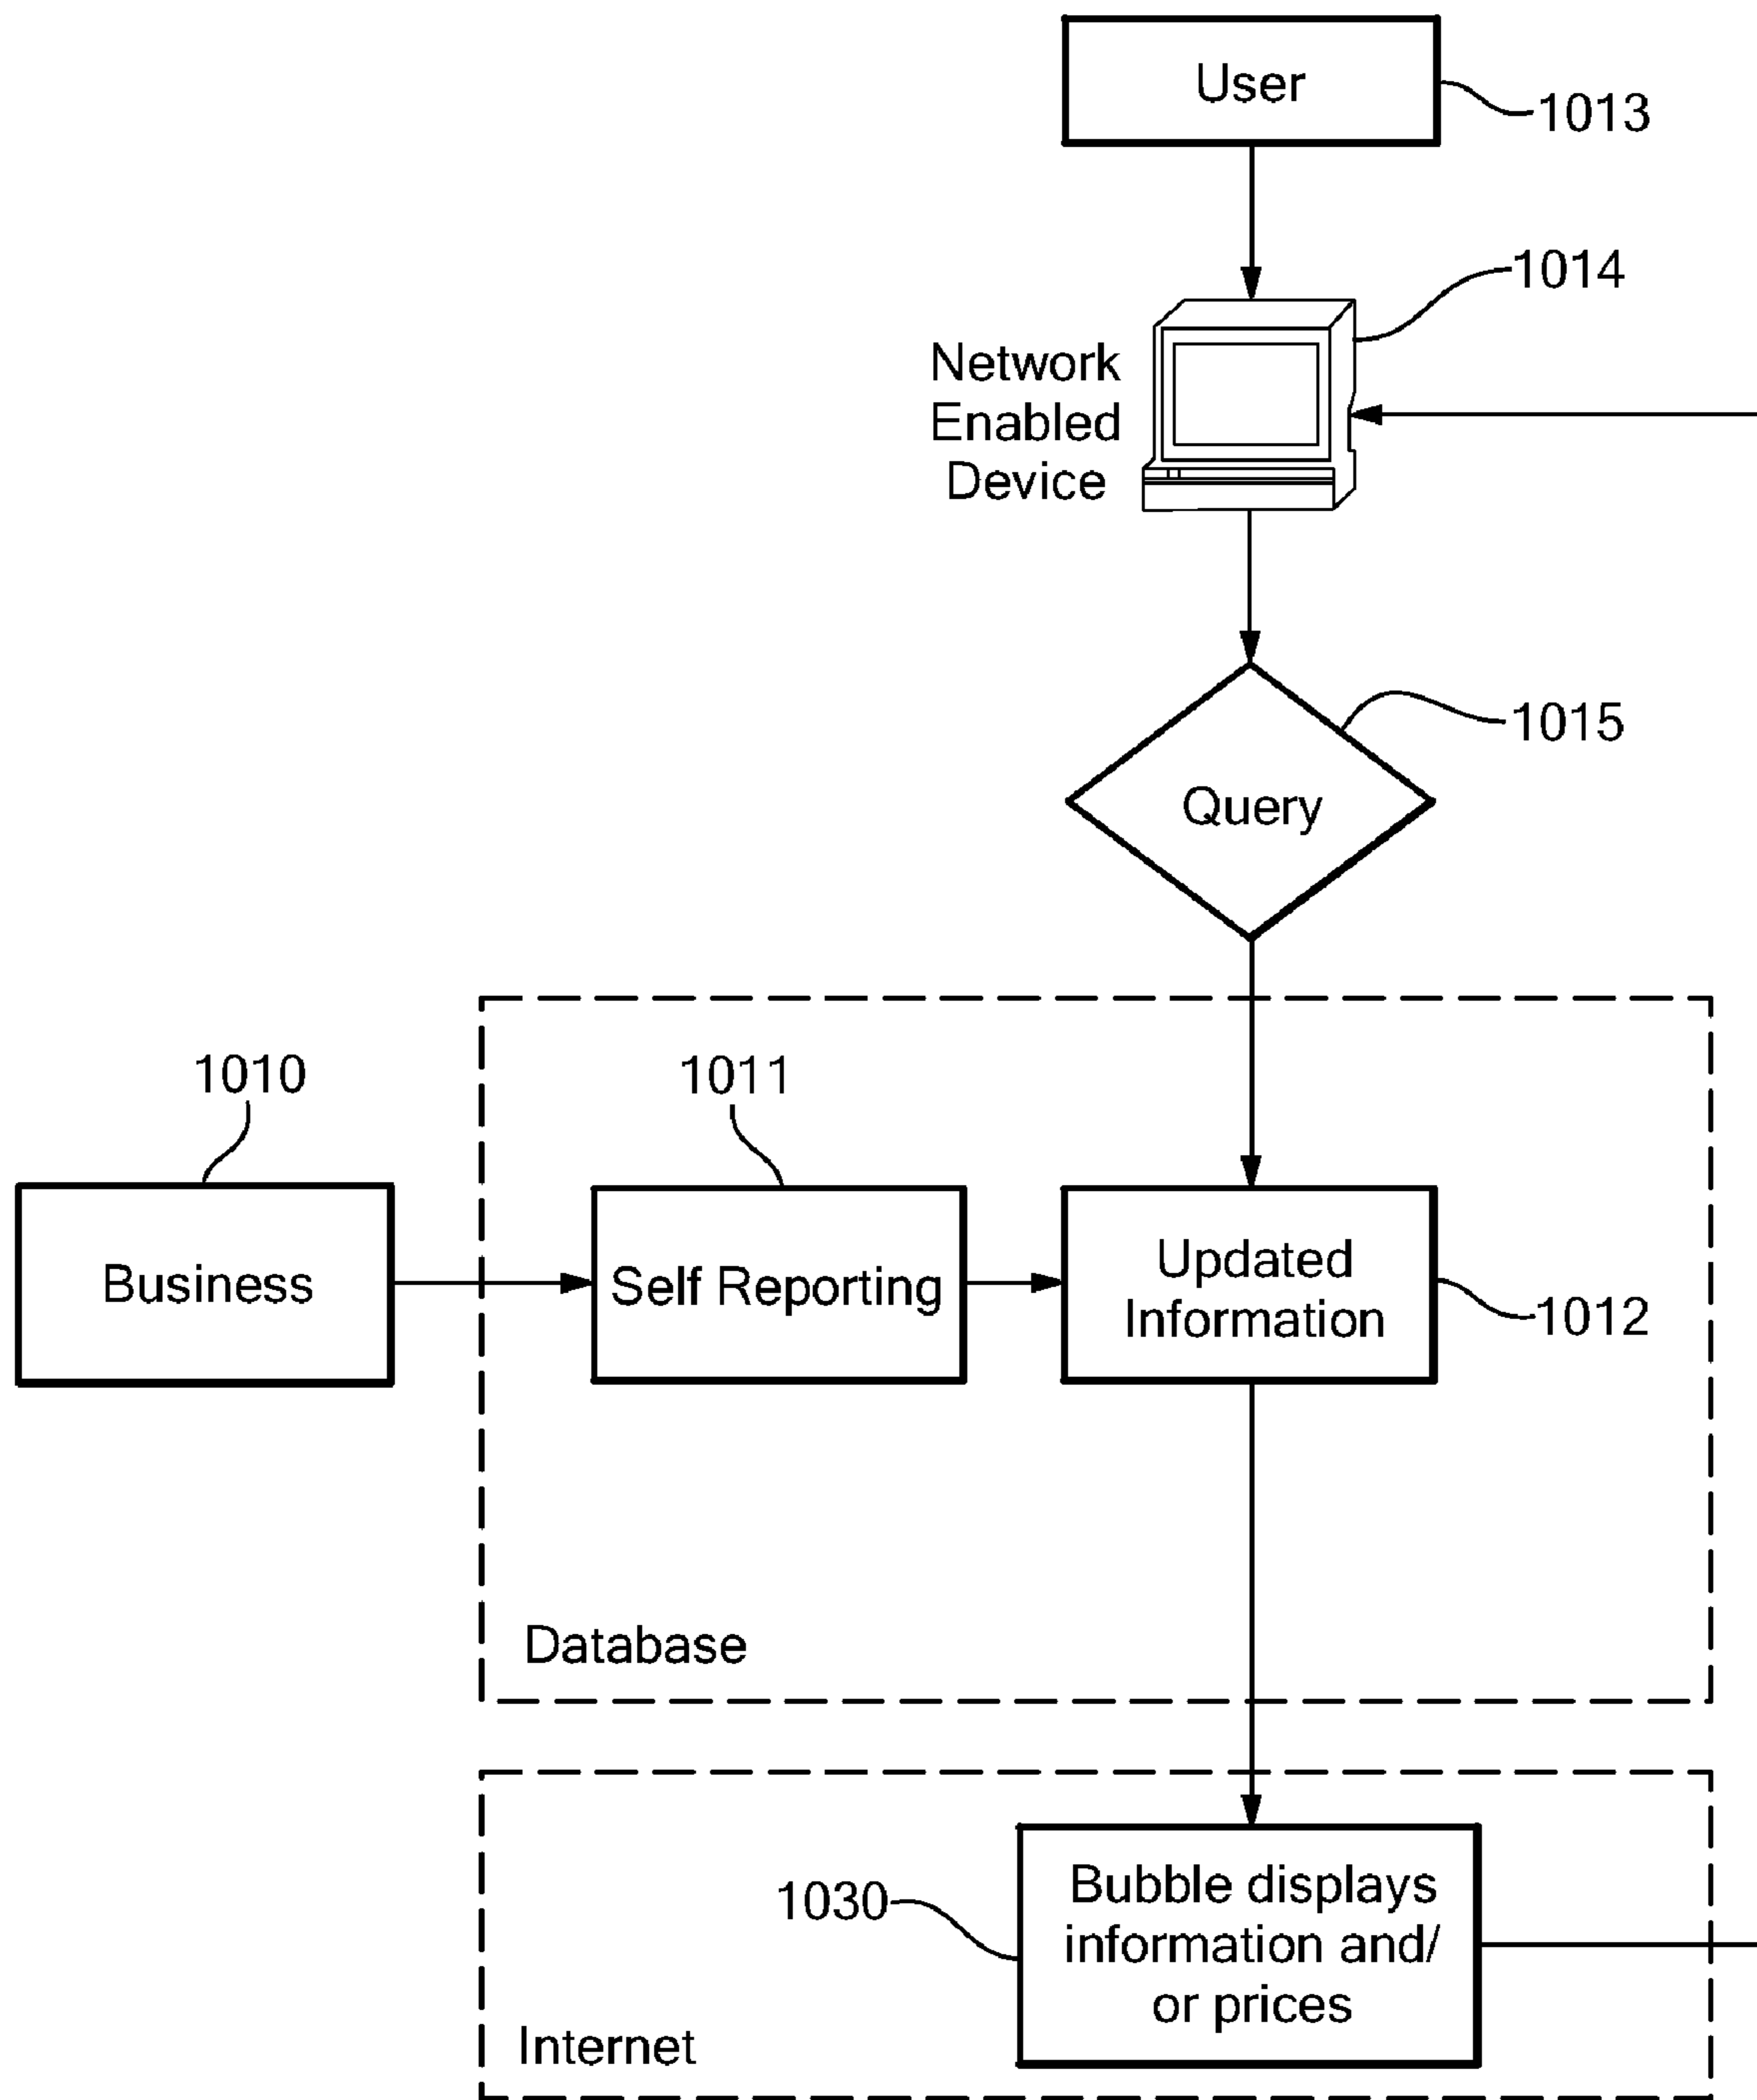 User
1013
1014
Network
Enabled
Device
1015
Query
1010
1011
Business
Self Reporting
Updated
Information
1012
Database
1030
Bubble displays
information and/
or prices
Internet